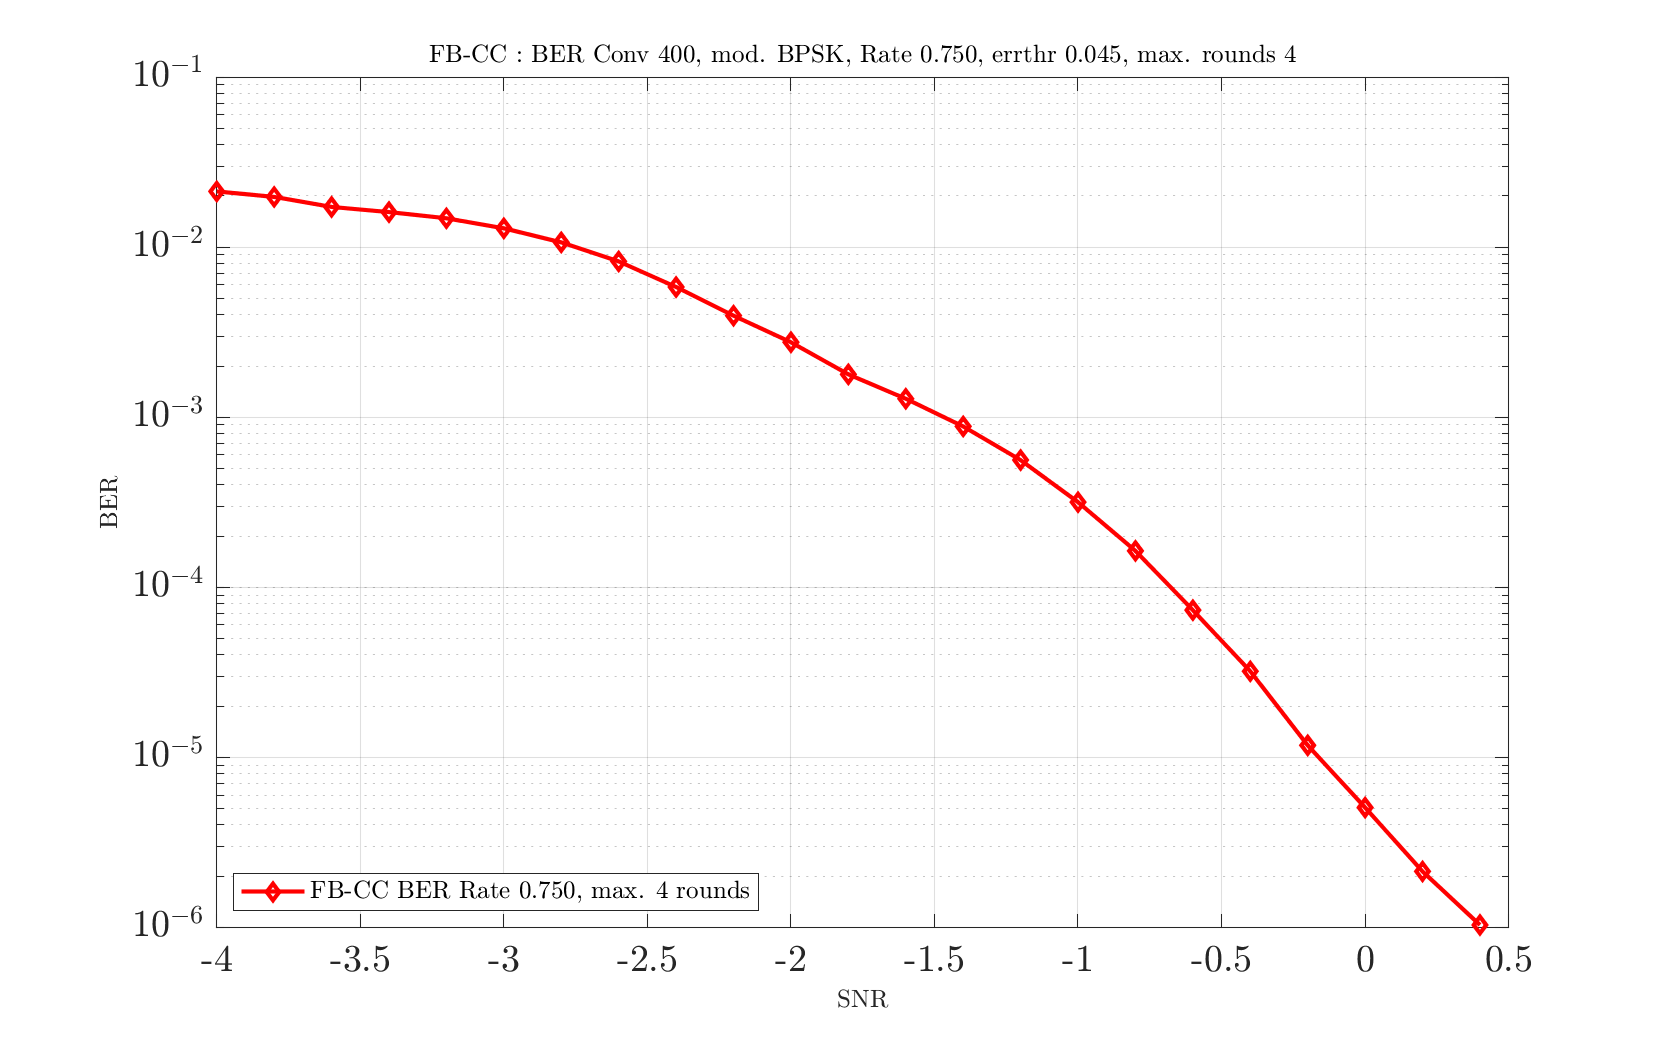 FB-CC : BER Conv 400, mod. BPSK, Rate 0.750, errthr 0.045, max. rounds 4
10^{-1}
10^{-2}
10^{-3}
BER
10^{-4}
10^{-5}
10^{-6}
FB-CC BER Rate 0.750, max. 4 rounds
-4 -3.5 -3 -2.5 -2 -1.5 -1 -0.5 0 0.5
SNR